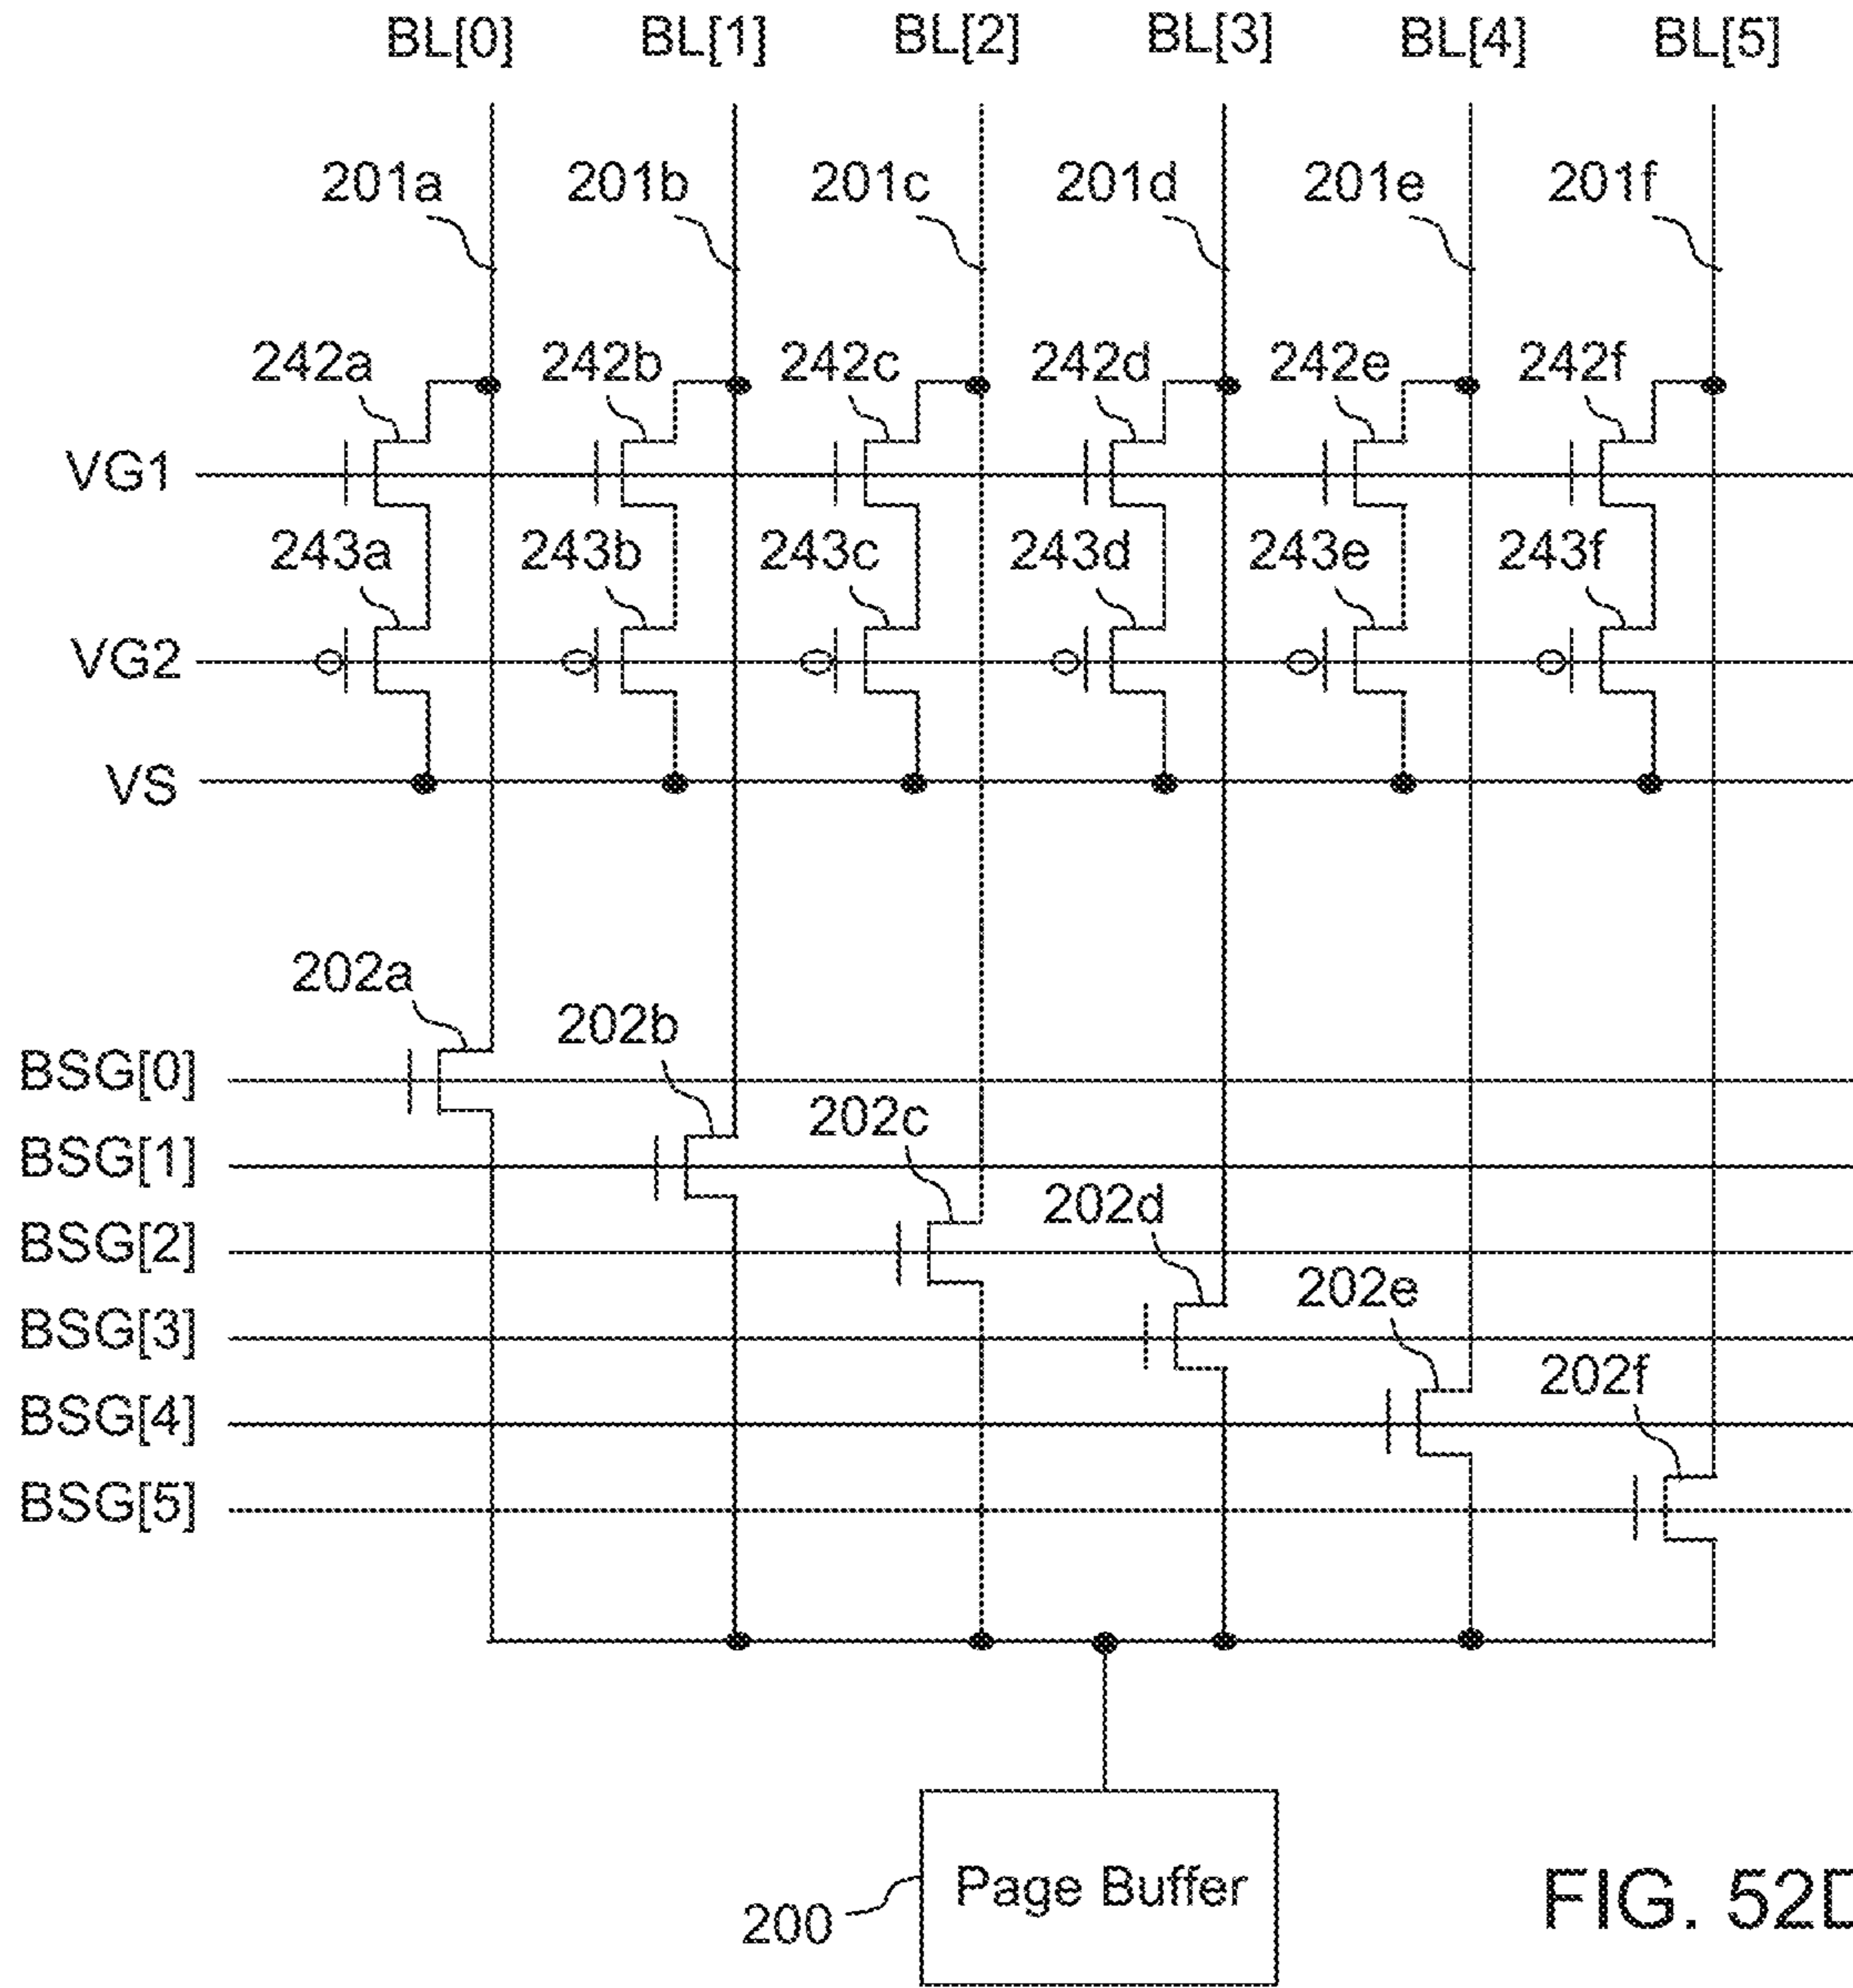 BL[0] BL[1] BL[2] BL[3] BL[4] BL[5]
201a 201b 201c 201d 201e 201f
242a 242b 242c 242d 242e 242f
VG1
243a 243b 243c 243d 243e 243f
VG2
VS
202a
202b
BSG[0]
202c
BSG[1]
202d
BSG[2]
202e
BSG[3]
202f
BSG[4]
BSG[5]
Page Buffer
200
FIG. 52D